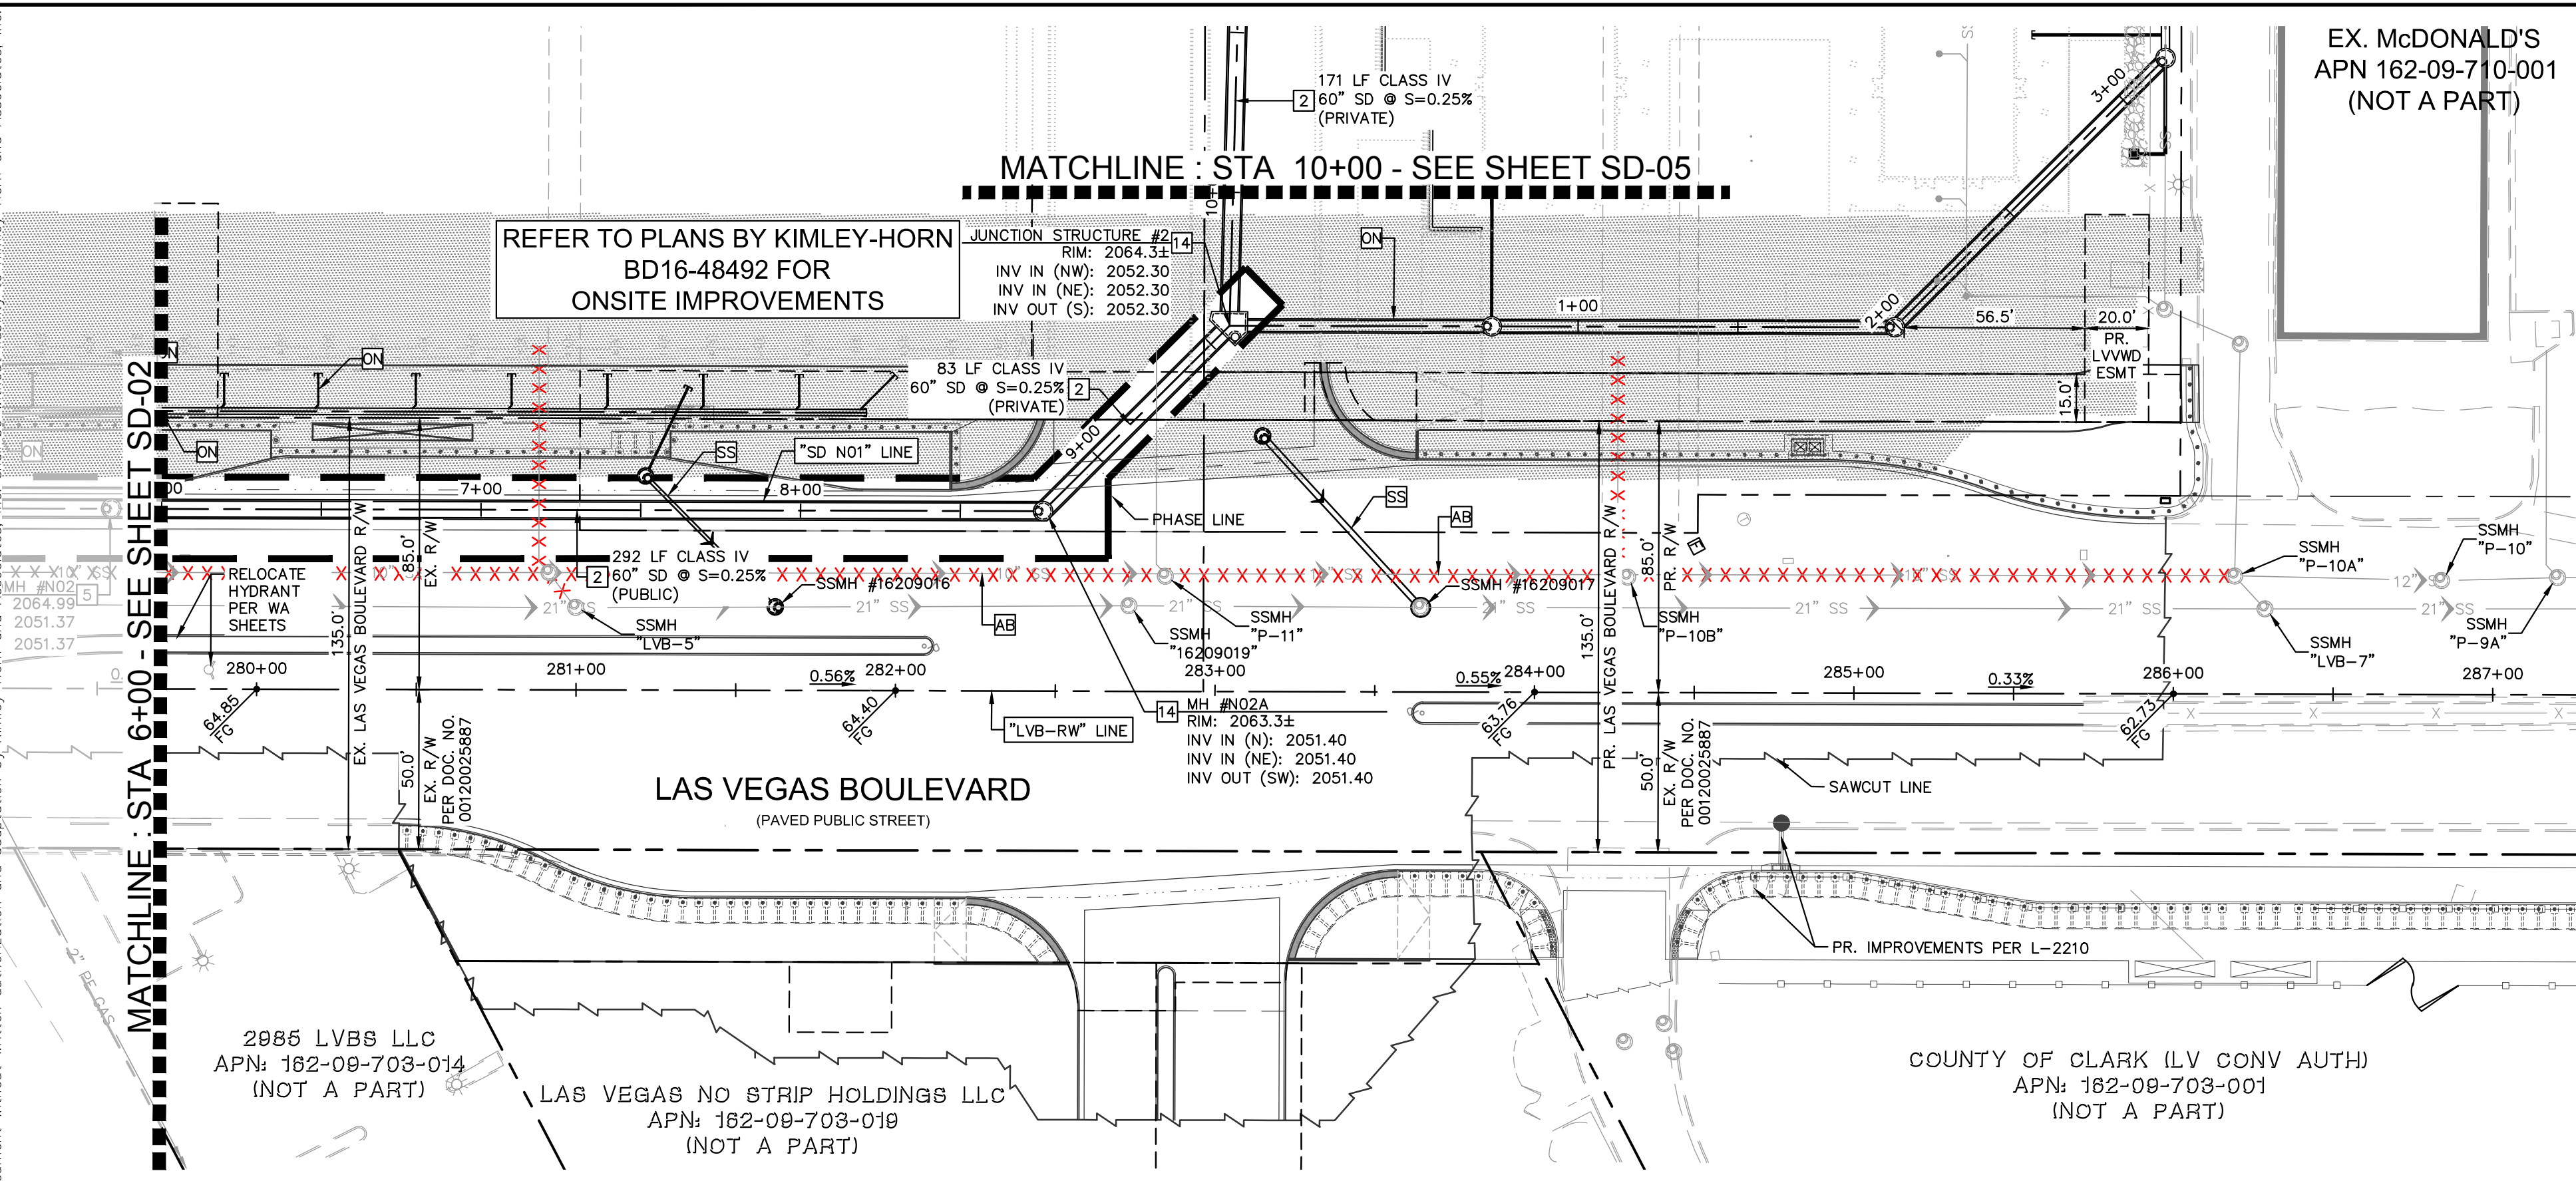 EX. McDONALD'S
APN 162-09-710-001
(NOT A PART)
171 LF CLASS IV
2 60" SD @ S=0.25%
(PRIVATE)
3+00
SS
SS
MATCHLINE : STA 10+00 - SEE SHEET SD-05
REFER TO PLANS BY KIMLEY-HORN
BD16-48492 FOR
ONSITE IMPROVEMENTS
JUNCTION STRUCTURE #2 14
RIM: 2064.3±
INV IN (NW): 2052.30
INV IN (NE): 2052.30
INV OUT (S): 2052.30
ON
1+00
2+00
56.5'
20.0'
PR.
LVVWD
ESMT
15.0'
ON
83 LF CLASS IV
60" SD @ S=0.25% 2
(PRIVATE)
9+00
ON
ON
SS
"SD N01" LINE
7+00
8+00
PHASE LINE
SS
AB
MATCHLINE : STA 6+00 - SEE SHEET SD-02
135.0'
EX. LAS VEGAS BOULEVARD R/W
85.0'
EX. R/W
292 LF CLASS IV
2 60" SD @ S=0.25%
(PUBLIC)
RELOCATE
HYDRANT
PER WA
SHEETS
MH #N02
2064.99 5
2051.37
2051.37
SSMH #16209016
SSMH #16209017
AB
SSMH
"LVB-5"
SSMH
"16209019"
SSMH
"P-11"
SSMH
"P-10B"
SSMH
"P-10A"
SSMH
"P-10"
SSMH
"P-9A"
SSMH
"LVB-7"
10" SS
12" S
21" SS
21" SS
21" SS
21" SS
21" SS
21" SS
21" SS
21" S
135.0'
PR. LAS VEGAS BOULEVARD R/W
85.0'
PR. R/W
280+00
281+00
0.56%
282+00
283+00
0.55%
284+00
285+00
0.33%
286+00
287+00
64.85
FG
64.40
FG
63.76
FG
62.73
FG
"LVB-RW" LINE
14 MH #N02A
RIM: 2063.3±
INV IN (N): 2051.40
INV IN (NE): 2051.40
INV OUT (SW): 2051.40
50.0'
EX. R/W
PER DOC. NO.
00120025887
50.0'
EX. R/W
PER DOC. NO.
00120025887
LAS VEGAS BOULEVARD
(PAVED PUBLIC STREET)
SAWCUT LINE
PR. IMPROVEMENTS PER L-2210
2" PE GAS
2985 LVBS LLC
APN: 162-09-703-014
(NOT A PART)
LAS VEGAS NO STRIP HOLDINGS LLC
APN: 162-09-703-019
(NOT A PART)
COUNTY OF CLARK (LV CONV AUTH)
APN: 162-09-703-001
(NOT A PART)